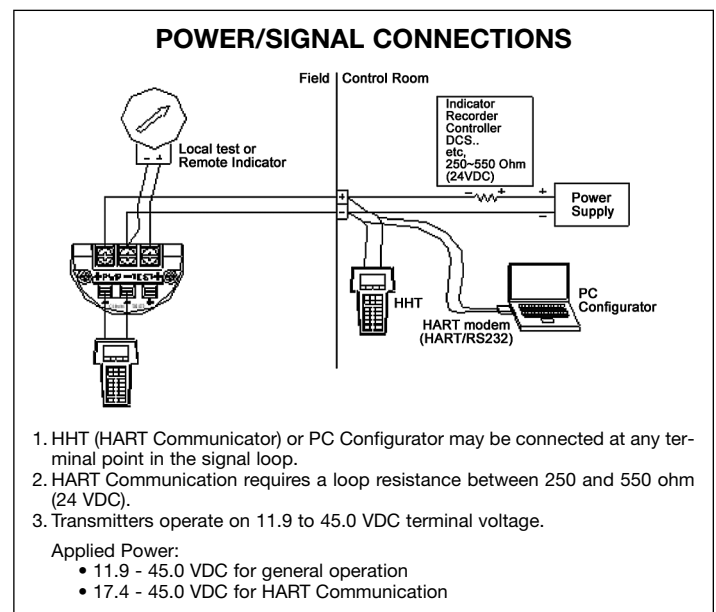 POWER/SIGNAL CONNECTIONS
Field
Control Room
Local test or
Remote Indicator
- +
Indicator
Recorder
Controller
DCS..
etc,
250~550 Ohm
(24VDC)
+
-
- +
+
-
Power
Supply
+PWR - TEST+
HHT
HART modem
(HART/RS232)
PC
Configurator
1. HHT (HART Communicator) or PC Configurator may be connected at any ter-
minal point in the signal loop.
2. HART Communication requires a loop resistance between 250 and 550 ohm
(24 VDC).
3. Transmitters operate on 11.9 to 45.0 VDC terminal voltage.
Applied Power:
• 11.9 - 45.0 VDC for general operation
• 17.4 - 45.0 VDC for HART Communication